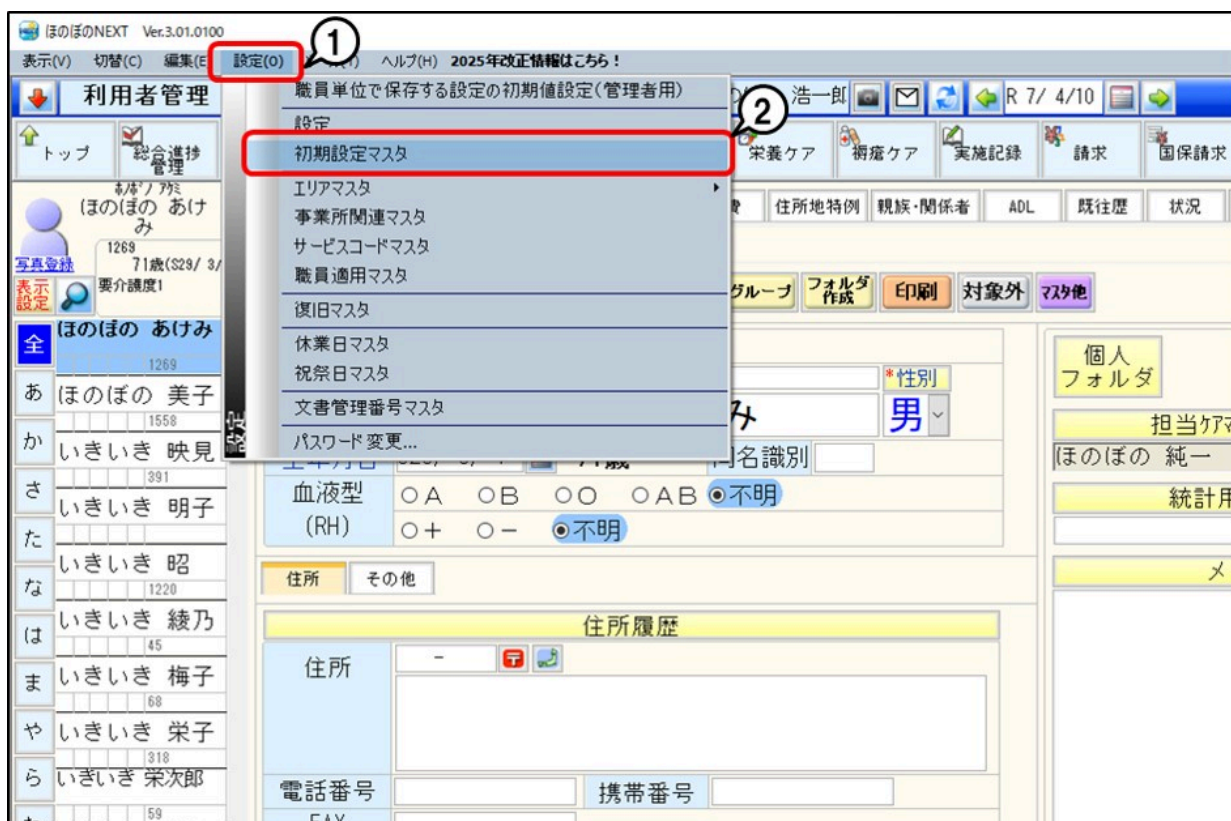 ほのぼのNEXT Ver.3.01.0100
①
表示(V) 切替(C) 編集(E 設定(O) ヘルプ(H) 2025年改正情報はこちら！
利用者管理
職員単位で保存する設定の初期値設定(管理者用)
浩一郎 R 7/ 4/10
②
設定
初期設定マスタ
エリアマスタ
事業所関連マスタ
サービスコードマスタ
職員適用マスタ
復旧マスタ
休業日マスタ
祝祭日マスタ
文書管理番号マスタ
パスワード変更...
設定
トップ 総合進捗管理 栄養ケア 褥瘡ケア 実施記録 請求 国保請求
ﾎﾉﾎﾞﾉ ｱｹﾐ
ほのぼの あけ
み
1269
71歳(S29/ 3/
写真登録
要介護度1
表示
設定
住所地特例 親族・関係者 ADL 既往歴 状況
グループ フォルダ作成 印刷 対象外 ﾏｽﾀ他
全 ほのぼの あけみ
1269
あ ほのぼの 美子
1558
か いきいき 映見
391
さ いきいき 明子
た
いきいき 昭
な 1220
は いきいき 綾乃
45
ま いきいき 梅子
68
や いきいき 栄子
318
ら いきいき 栄次郎
59
*性別
み 男
71歳 同名識別
血液型 A B O AB 不明
(RH) + － 不明
個人
フォルダ
担当ｹｱﾏ
ほのぼの 純一
統計用
メ
住所 その他
住所履歴
住所 -
電話番号 携帯番号
FAX